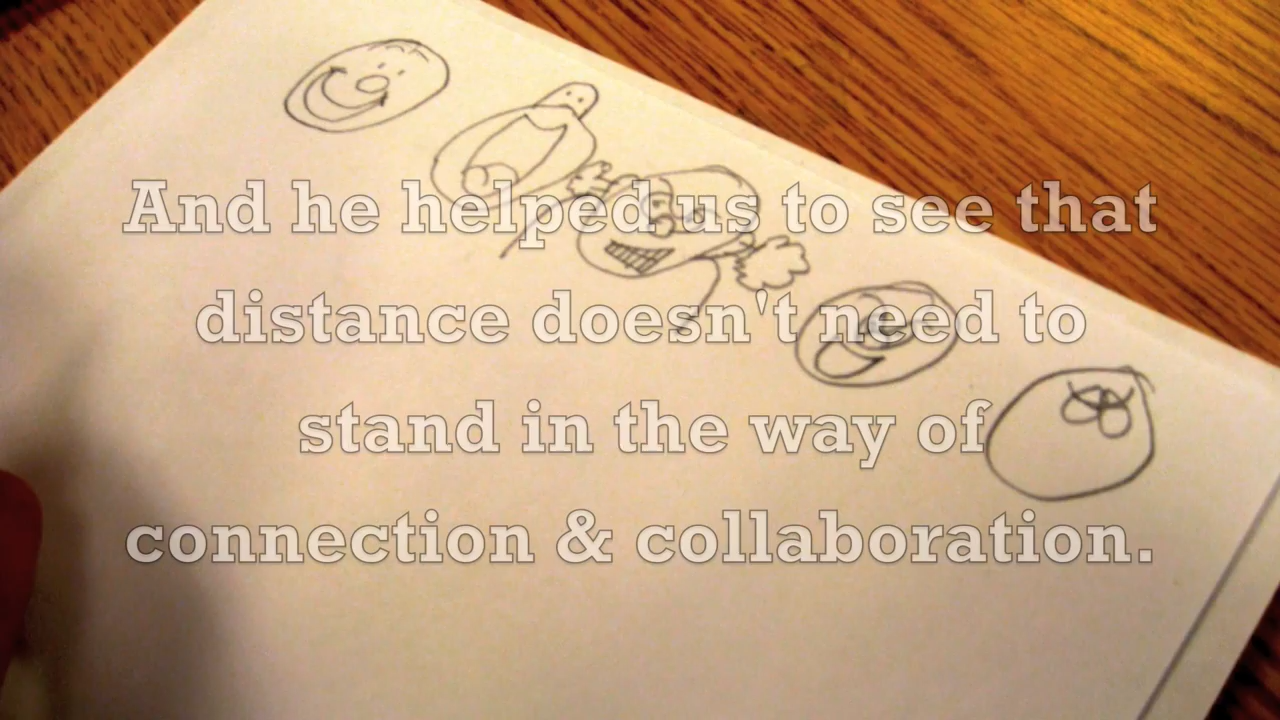 And he helped us to see that
distance doesn't need to
stand in the way of
connection & collaboration.